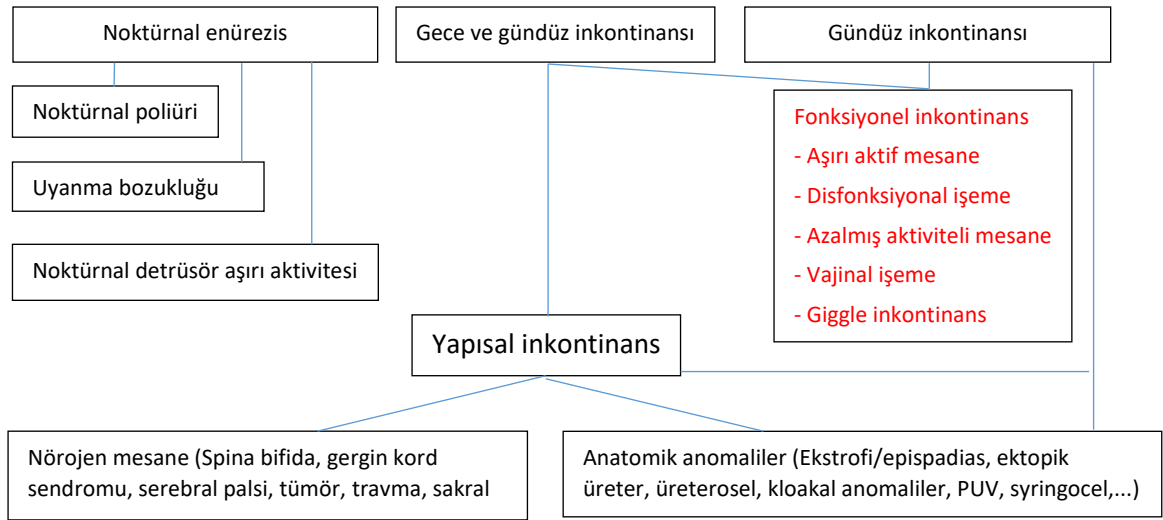 Noktürnal enürezis
Gece ve gündüz inkontinansı
Gündüz inkontinansı
Noktürnal poliüri
Uyanma bozukluğu
Noktürnal detrüsör aşırı aktivitesi
Fonksiyonel inkontinans
- Aşırı aktif mesane
- Disfonksiyonal işeme
- Azalmış aktiviteli mesane
- Vajinal işeme
- Giggle inkontinans
Yapısal inkontinans
Nörojen mesane (Spina bifida, gergin kord
sendromu, serebral palsi, tümör, travma, sakral
Anatomik anomaliler (Ekstrofi/epispadias, ektopik
üreter, üreterosel, kloakal anomaliler, PUV, syringocel,...)